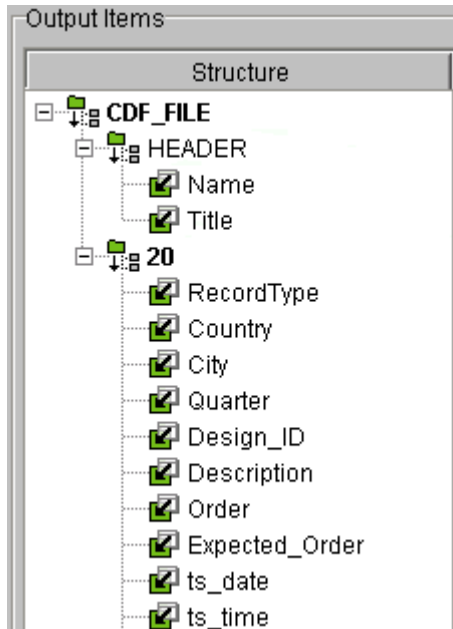 Output Items
Structure
CDF_FILE
HEADER
Name
Title
20
RecordType
Country
City
Quarter
Design_ID
Description
Order
Expected_Order
ts_date
ts_time